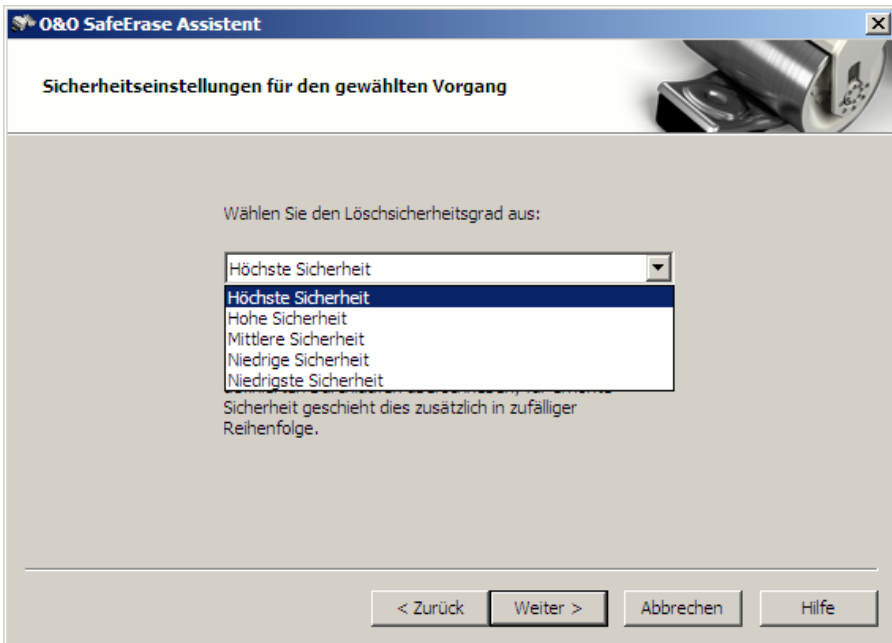 O&O SafeErase Assistent
Sicherheitseinstellungen für den gewählten Vorgang
Wählen Sie den Löschsicherheitsgrad aus:
Höchste Sicherheit
Höchste Sicherheit
Hohe Sicherheit
Mittlere Sicherheit
Niedrige Sicherheit
Niedrigste Sicherheit
Sicherheit geschieht dies zusätzlich in zufälliger
Reihenfolge.
< Zurück
Weiter >
Abbrechen
Hilfe